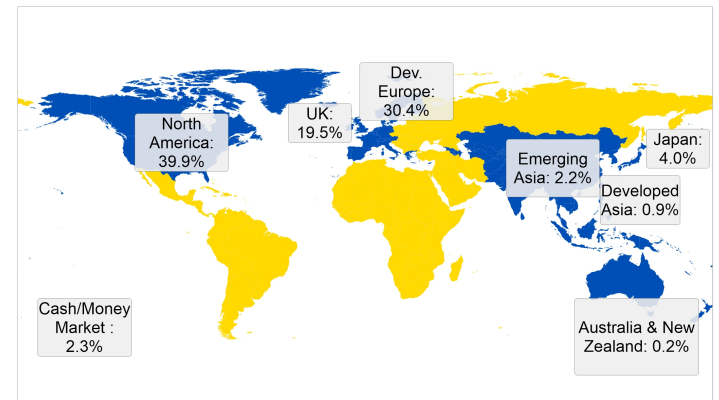 Dev.
Europe:
30.4%
UK:
19.5%
North
America:
39.9%
Japan:
4.0%
Emerging
Asia: 2.2%
Developed
Asia: 0.9%
Cash/Money
Market :
2.3%
Australia & New
Zealand: 0.2%